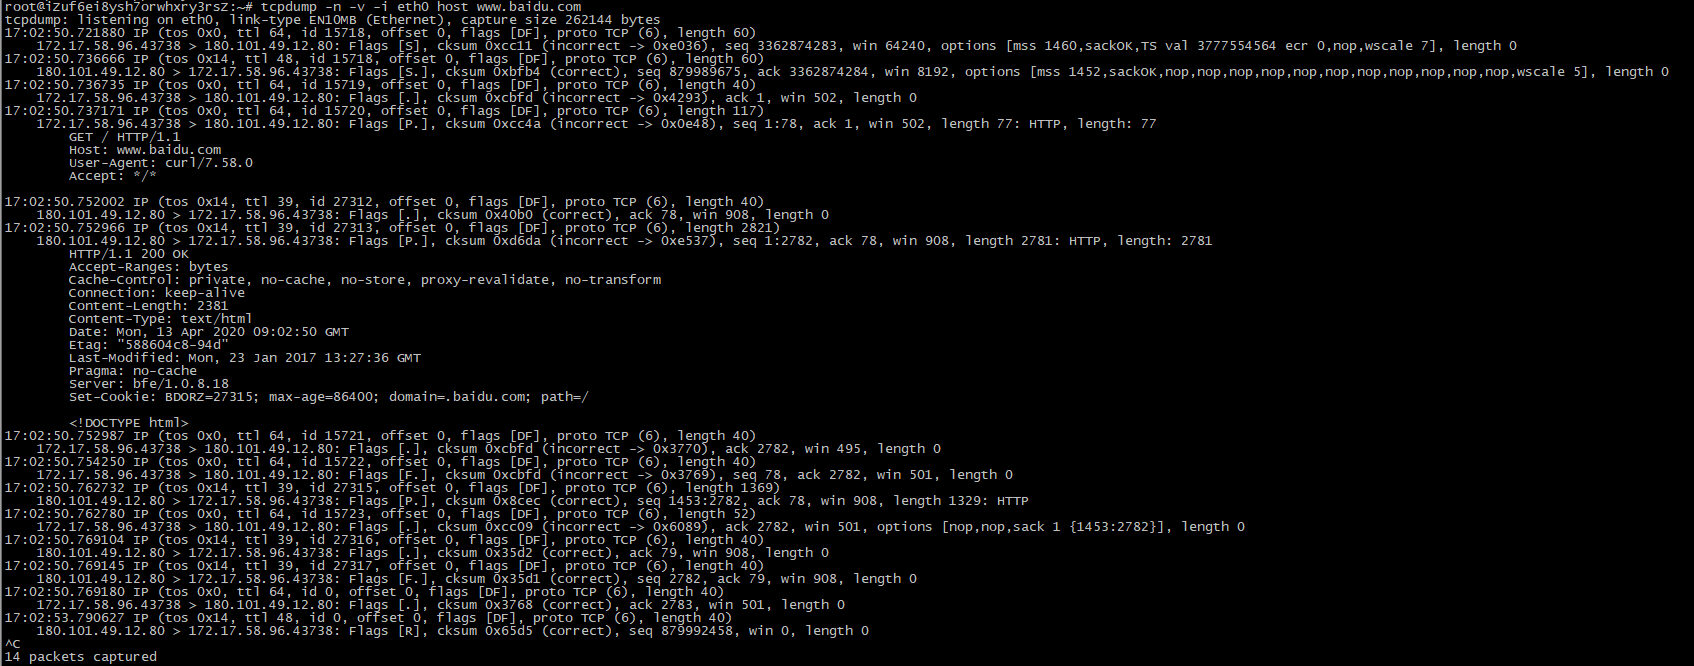 root@iZuf6ei8ysh7orwhxry3rsZ:~# tcpdump -n -v -i eth0 host www.baidu.com
tcpdump: listening on eth0, link-type EN10MB (Ethernet), capture size 262144 bytes
17:02:50.721880 IP (tos 0x0, ttl 64, id 15718, offset 0, flags [DF], proto TCP (6), length 60)
    172.17.58.96.43738 > 180.101.49.12.80: Flags [S], cksum 0xcc11 (incorrect -> 0xe036), seq 3362874283, win 64240, options [mss 1460,sackOK,TS val 3777554564 ecr 0,nop,wscale 7], length 0
17:02:50.736666 IP (tos 0x14, ttl 48, id 15718, offset 0, flags [DF], proto TCP (6), length 60)
    180.101.49.12.80 > 172.17.58.96.43738: Flags [S.], cksum 0xbfb4 (correct), seq 879989675, ack 3362874284, win 8192, options [mss 1452,sackOK,nop,nop,nop,nop,nop,nop,nop,nop,nop,nop,nop,wscale 5], length 0
17:02:50.736735 IP (tos 0x0, ttl 64, id 15719, offset 0, flags [DF], proto TCP (6), length 40)
    172.17.58.96.43738 > 180.101.49.12.80: Flags [.], cksum 0xcbfd (incorrect -> 0x4293), ack 1, win 502, length 0
17:02:50.737171 IP (tos 0x0, ttl 64, id 15720, offset 0, flags [DF], proto TCP (6), length 117)
    172.17.58.96.43738 > 180.101.49.12.80: Flags [P.], cksum 0xcc4a (incorrect -> 0x0e48), seq 1:78, ack 1, win 502, length 77: HTTP, length: 77
        GET / HTTP/1.1
        Host: www.baidu.com
        User-Agent: curl/7.58.0
        Accept: */*
17:02:50.752002 IP (tos 0x14, ttl 39, id 27312, offset 0, flags [DF], proto TCP (6), length 40)
    180.101.49.12.80 > 172.17.58.96.43738: Flags [.], cksum 0x40b0 (correct), ack 78, win 908, length 0
17:02:50.752966 IP (tos 0x14, ttl 39, id 27313, offset 0, flags [DF], proto TCP (6), length 2821)
    180.101.49.12.80 > 172.17.58.96.43738: Flags [P.], cksum 0xd6da (incorrect -> 0xe537), seq 1:2782, ack 78, win 908, length 2781: HTTP, length: 2781
        HTTP/1.1 200 OK
        Accept-Ranges: bytes
        Cache-Control: private, no-cache, no-store, proxy-revalidate, no-transform
        Connection: keep-alive
        Content-Length: 2381
        Content-Type: text/html
        Date: Mon, 13 Apr 2020 09:02:50 GMT
        Etag: "588604c8-94d"
        Last-Modified: Mon, 23 Jan 2017 13:27:36 GMT
        Pragma: no-cache
        Server: bfe/1.0.8.18
        Set-Cookie: BDORZ=27315; max-age=86400; domain=.baidu.com; path=/
        <!DOCTYPE html>
17:02:50.752987 IP (tos 0x0, ttl 64, id 15721, offset 0, flags [DF], proto TCP (6), length 40)
    172.17.58.96.43738 > 180.101.49.12.80: Flags [.], cksum 0xcbfd (incorrect -> 0x3770), ack 2782, win 495, length 0
17:02:50.754250 IP (tos 0x0, ttl 64, id 15722, offset 0, flags [DF], proto TCP (6), length 40)
    172.17.58.96.43738 > 180.101.49.12.80: Flags [F.], cksum 0xcbfd (incorrect -> 0x3769), seq 78, ack 2782, win 501, length 0
17:02:50.762732 IP (tos 0x14, ttl 39, id 27315, offset 0, flags [DF], proto TCP (6), length 1369)
    180.101.49.12.80 > 172.17.58.96.43738: Flags [P.], cksum 0x8cec (correct), seq 1453:2782, ack 78, win 908, length 1329: HTTP
17:02:50.762780 IP (tos 0x0, ttl 64, id 15723, offset 0, flags [DF], proto TCP (6), length 52)
    172.17.58.96.43738 > 180.101.49.12.80: Flags [.], cksum 0xcc09 (incorrect -> 0x6089), ack 2782, win 501, options [nop,nop,sack 1 {1453:2782}], length 0
17:02:50.769104 IP (tos 0x14, ttl 39, id 27316, offset 0, flags [DF], proto TCP (6), length 40)
    180.101.49.12.80 > 172.17.58.96.43738: Flags [.], cksum 0x35d2 (correct), ack 79, win 908, length 0
17:02:50.769145 IP (tos 0x14, ttl 39, id 27317, offset 0, flags [DF], proto TCP (6), length 40)
    180.101.49.12.80 > 172.17.58.96.43738: Flags [F.], cksum 0x35d1 (correct), seq 2782, ack 79, win 908, length 0
17:02:50.769180 IP (tos 0x0, ttl 64, id 0, offset 0, flags [DF], proto TCP (6), length 40)
    172.17.58.96.43738 > 180.101.49.12.80: Flags [.], cksum 0x3768 (correct), ack 2783, win 501, length 0
17:02:53.790627 IP (tos 0x14, ttl 48, id 0, offset 0, flags [DF], proto TCP (6), length 40)
    180.101.49.12.80 > 172.17.58.96.43738: Flags [R], cksum 0x65d5 (correct), seq 879992458, win 0, length 0
^C
14 packets captured